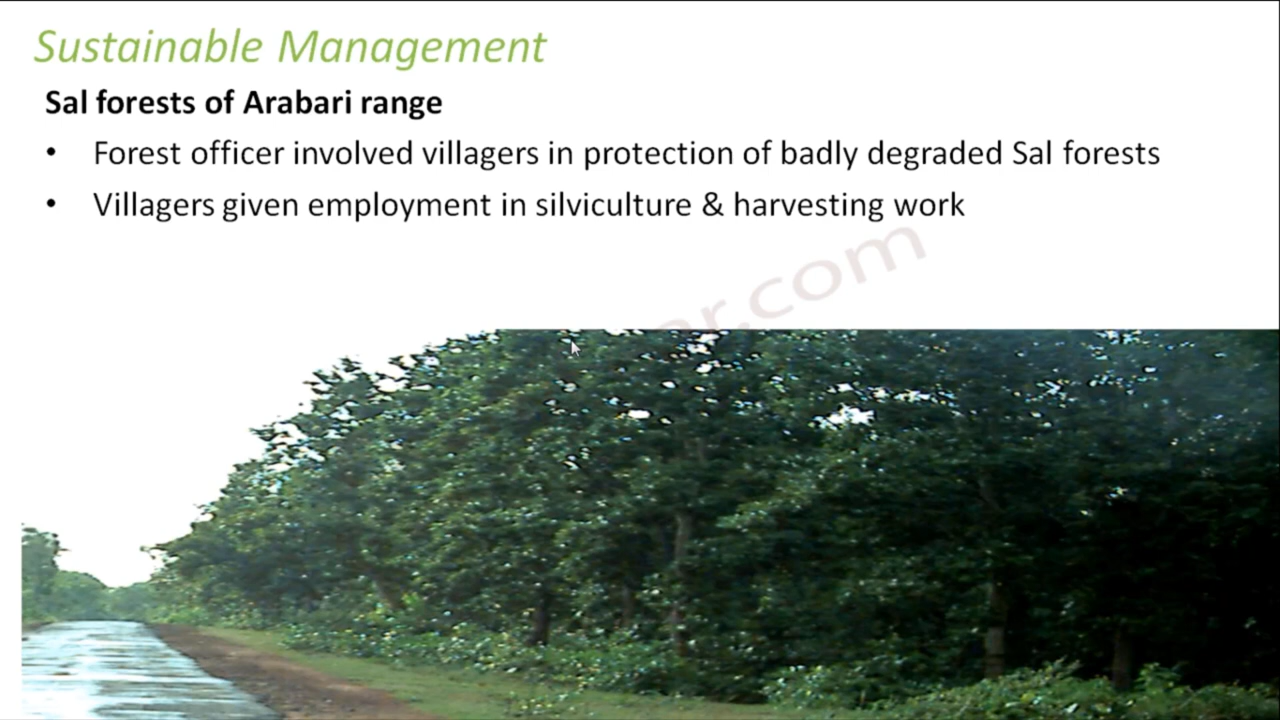 Sustainable Management
Sal forests of Arabari range
• Forest officer involved villagers in protection of badly degraded Sal forests
• Villagers given employment in silviculture & harvesting work
r.com